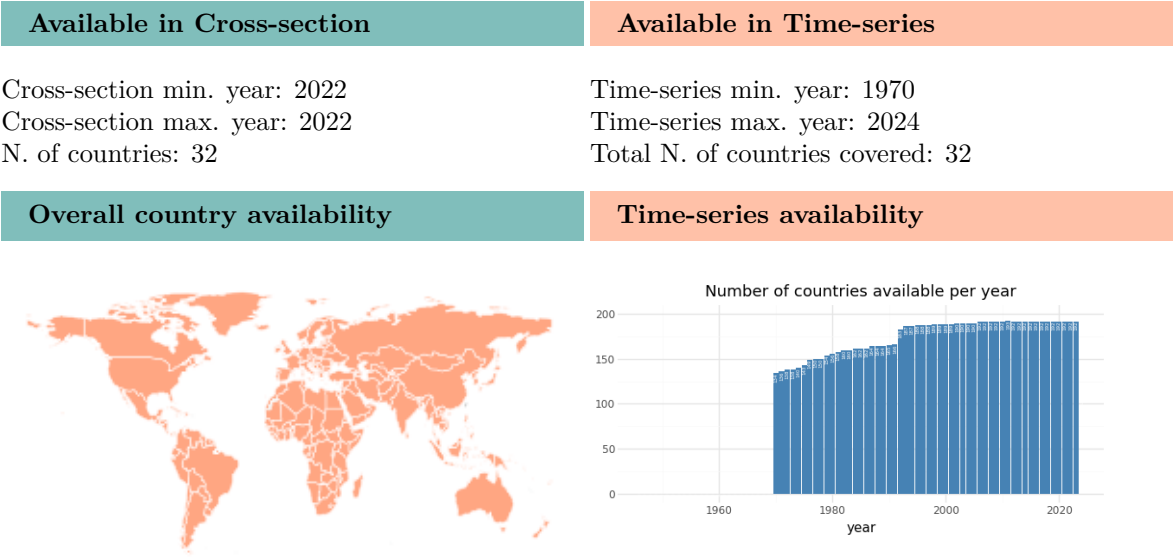 Available in Cross-section
Cross-section min. year: 2022
Cross-section max. year: 2022
N. of countries: 32
Available in Time-series
Time-series min. year: 1970
Time-series max. year: 2024
Total N. of countries covered: 32
Overall country availability
Time-series availability
Number of countries available per year
200
150
100
50
0
1960
1980
2000
2020
year